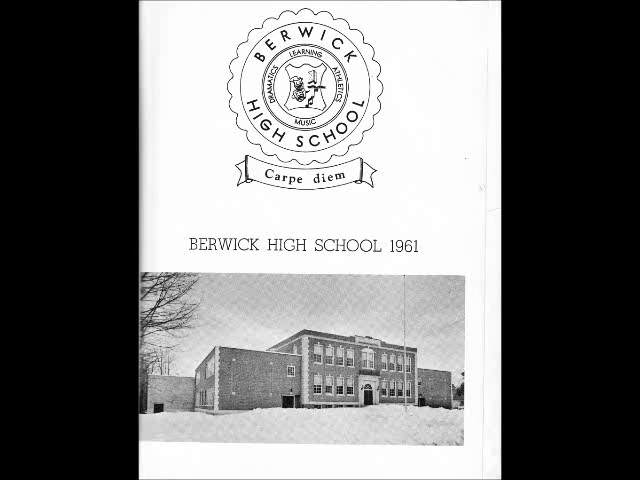 BERWICK
HIGH SCHOOL
LEARNING
DRAMATICS
ATHLETICS
MUSIC
Carpe diem
BERWICK HIGH SCHOOL 1961